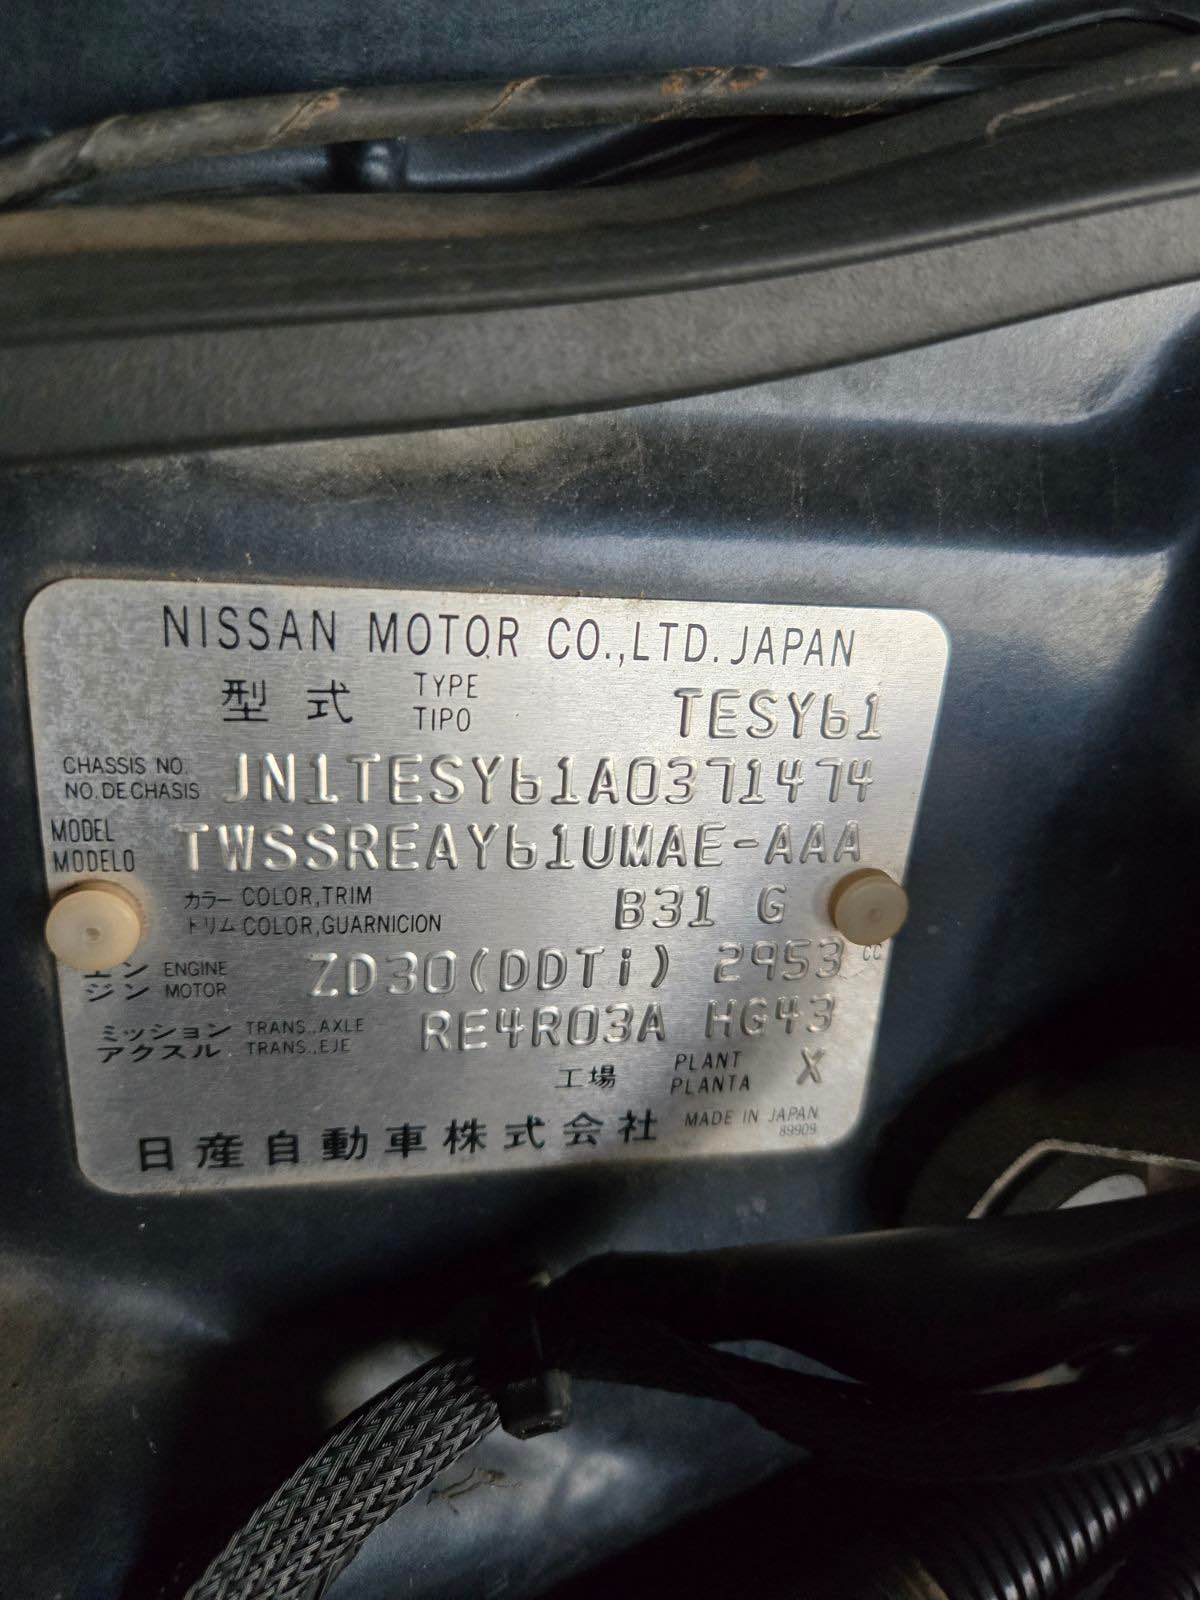 NISSAN MOTOR CO.,LTD. JAPAN
型式 TYPE TIPO TESY61
CHASSIS NO. NO. DE CHASIS JN1TESY61A0371474
MODEL MODELO TWSSREAY61UMAE-AAA
カラー COLOR,TRIM
トリム COLOR,GUARNICION B31 G
エン ENGINE
ジン MOTOR ZD30(DDTi) 2953 CC
ミッション TRANS.,AXLE
アクスル TRANS.,EJE RE4R03A HG43
工場 PLANT PLANTA X
日産自動車株式会社 MADE IN JAPAN
89909